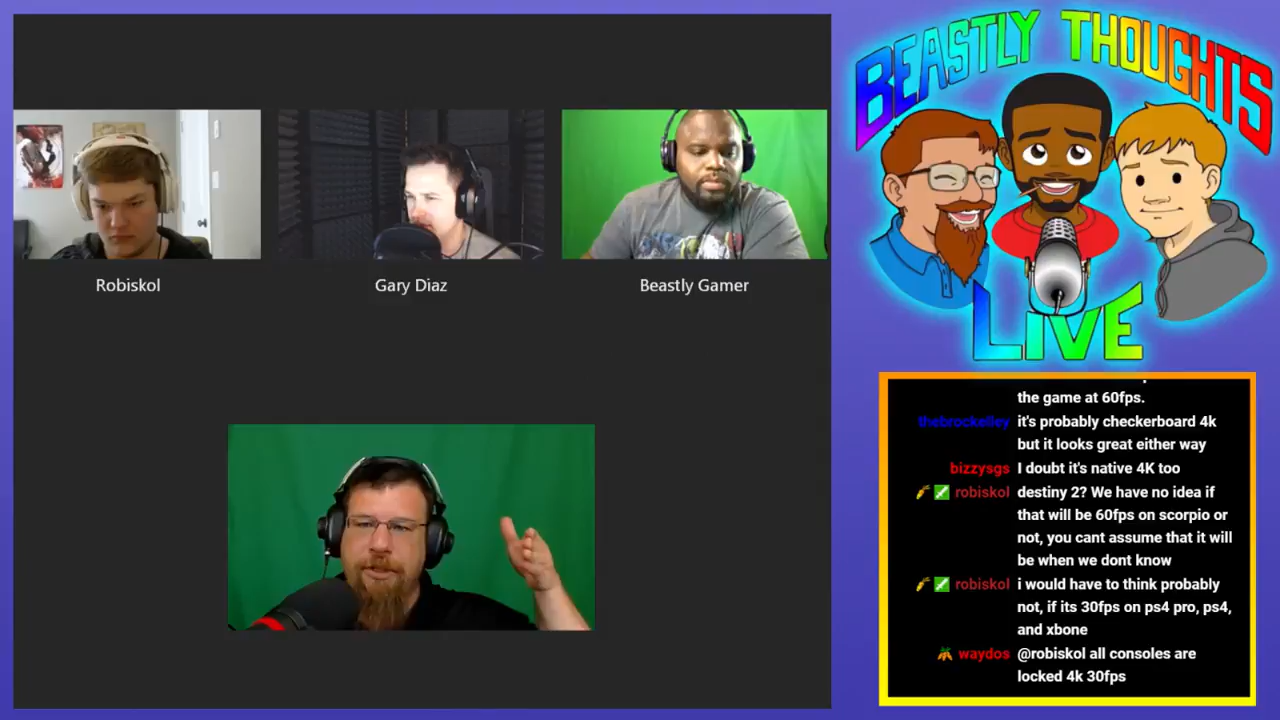 BEASTLY THOUGHTS
LIVE
Robiskol
Gary Diaz
Beastly Gamer
the game at 60fps.
thebrockelley it's probably checkerboard 4k
but it looks great either way
bizzysgs I doubt it's native 4K too
robiskol destiny 2? We have no idea if
that will be 60fps on scorpio or
not, you cant assume that it will
be when we dont know
robiskol i would have to think probably
not, if its 30fps on ps4 pro, ps4,
and xbone
waydos @robiskol all consoles are
locked 4k 30fps